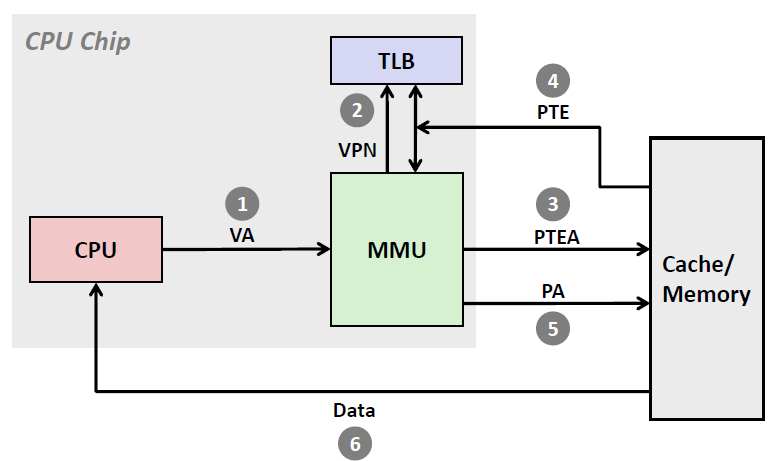 CPU Chip
TLB
4
PTE
2
VPN
1
VA
3
PTEA
CPU
MMU
Cache/
Memory
PA
5
Data
6